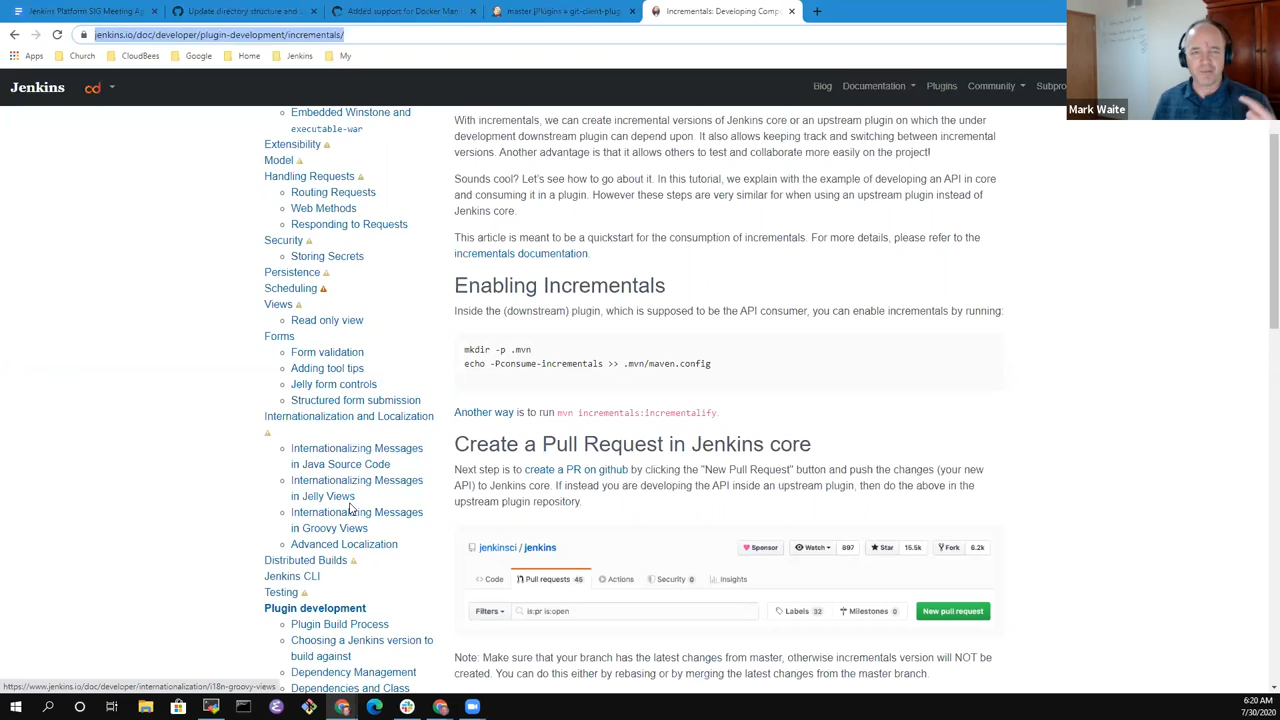 Jenkins Platform SIG Meeting Ag
Update directory structure and
Added support for Docker Man
master [Plugins » git-client-plug
Incrementals: Developing Comp
jenkins.io/doc/developer/plugin-development/incrementals/
Apps
Church
CloudBees
Google
Home
Jenkins
My
Jenkins
cd
Blog
Documentation
Plugins
Community
Subpro
Mark Waite
Embedded Winstone and
executable-war
Extensibility
Model
Handling Requests
Routing Requests
Web Methods
Responding to Requests
Security
Storing Secrets
Persistence
Scheduling
Views
Read only view
Forms
Form validation
Adding tool tips
Jelly form controls
Structured form submission
Internationalization and Localization
Internationalizing Messages
in Java Source Code
Internationalizing Messages
in Jelly Views
Internationalizing Messages
in Groovy Views
Advanced Localization
Distributed Builds
Jenkins CLI
Testing
Plugin development
Plugin Build Process
Choosing a Jenkins version to
build against
Dependency Management
Dependencies and Class
With incrementals, we can create incremental versions of Jenkins core or an upstream plugin on which the under
development downstream plugin can depend upon. It also allows keeping track and switching between incremental
versions. Another advantage is that it allows others to test and collaborate more easily on the project!
Sounds cool? Let's see how to go about it. In this tutorial, we explain with the example of developing an API in core
and consuming it in a plugin. However these steps are very similar for when using an upstream plugin instead of
Jenkins core.
This article is meant to be a quickstart for the consumption of incrementals. For more details, please refer to the
incrementals documentation.
Enabling Incrementals
Inside the (downstream) plugin, which is supposed to be the API consumer, you can enable incrementals by running:
mkdir -p .mvn
echo -Pconsume-incrementals >> .mvn/maven.config
Another way is to run mvn incrementals:incrementalify.
Create a Pull Request in Jenkins core
Next step is to create a PR on github by clicking the "New Pull Request" button and push the changes (your new
API) to Jenkins core. If instead you are developing the API inside an upstream plugin, then do the above in the
upstream plugin repository.
jenkinsci / jenkins
Sponsor
Watch
897
Star
15.5k
Fork
6.2k
Code
Pull requests 45
Actions
Security 0
Insights
Filters
is:pr is:open
Labels 32
Milestones 0
New pull request
Note: Make sure that your branch has the latest changes from master, otherwise incrementals version will NOT be
created. You can do this either by rebasing or by merging the latest changes from the master branch.
https://www.jenkins.io/doc/developer/internationalization/i18n-groovy-views
6:20 AM
7/30/2020